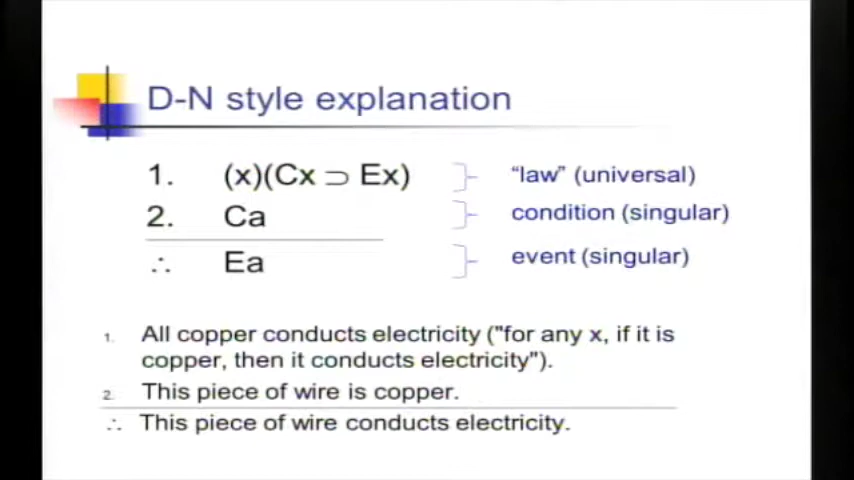 D-N style explanation
1. (x)(Cx ⊃ Ex) "law" (universal)
2. Ca condition (singular)
∴ Ea event (singular)
1. All copper conducts electricity ("for any x, if it is
copper, then it conducts electricity").
2. This piece of wire is copper.
∴ This piece of wire conducts electricity.